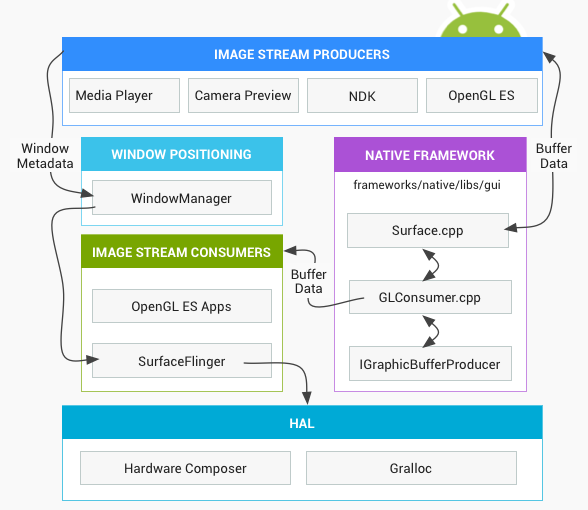 IMAGE STREAM PRODUCERS
Media Player
Camera Preview
NDK
OpenGL ES
Window
Metadata
Buffer
Data
WINDOW POSITIONING
WindowManager
NATIVE FRAMEWORK
frameworks/native/libs/gui
Surface.cpp
GLConsumer.cpp
IGraphicBufferProducer
IMAGE STREAM CONSUMERS
Buffer
Data
OpenGL ES Apps
SurfaceFlinger
HAL
Hardware Composer
Gralloc